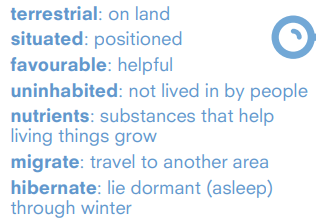 terrestrial: on land
situated: positioned
favourable: helpful
uninhabited: not lived in by people
nutrients: substances that help
living things grow
migrate: travel to another area
hibernate: lie dormant (asleep)
through winter